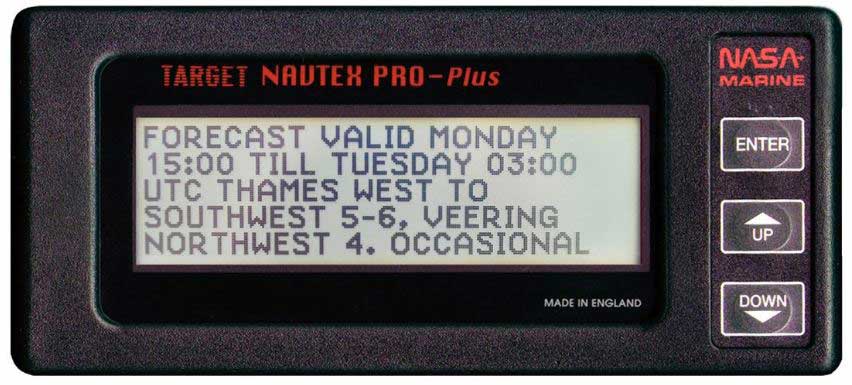 TARGET NAVTEX PRO-Plus
NASA
MARINE
FORECAST VALID MONDAY
15:00 TILL TUESDAY 03:00
UTC THAMES WEST TO
SOUTHWEST 5-6, VEERING
NORTHWEST 4. OCCASIONAL
ENTER
UP
DOWN
MADE IN ENGLAND